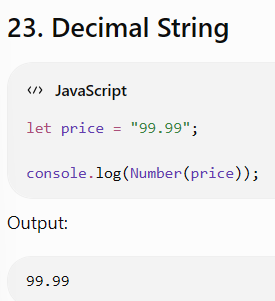 23. Decimal String
</> JavaScript
let price = "99.99";
console.log(Number(price));
Output:
99.99